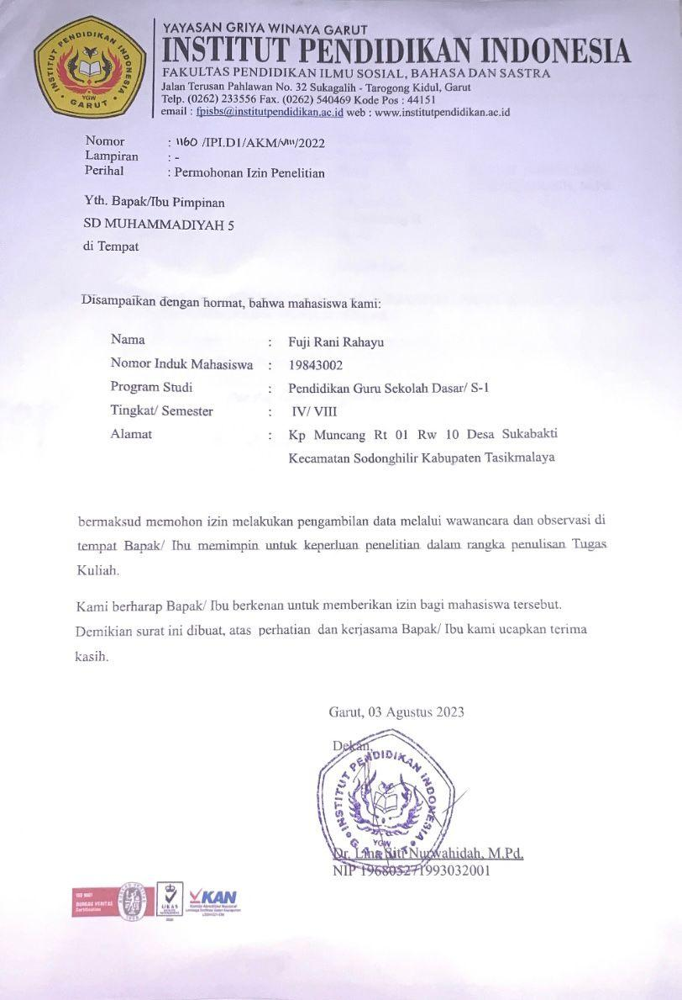 INSTITUT PENDIDIKAN INDONESIA
YGW
GARUT
YAYASAN GRIYA WINAYA GARUT
INSTITUT PENDIDIKAN INDONESIA
FAKULTAS PENDIDIKAN ILMU SOSIAL, BAHASA DAN SASTRA
Jalan Terusan Pahlawan No. 32 Sukagalih - Tarogong Kidul, Garut
Telp. (0262) 233556 Fax. (0262) 540469 Kode Pos : 44151
email : fpisbs@institutpendidikan.ac.id web : www.institutpendidikan.ac.id
Nomor : 1160 /IPI.D1/AKM/VIII/2022
Lampiran : -
Perihal : Permohonan Izin Penelitian
Yth. Bapak/Ibu Pimpinan
SD MUHAMMADIYAH 5
di Tempat
Disampaikan dengan hormat, bahwa mahasiswa kami:
Nama : Fuji Rani Rahayu
Nomor Induk Mahasiswa : 19843002
Program Studi : Pendidikan Guru Sekolah Dasar/ S-1
Tingkat/ Semester : IV/ VIII
Alamat : Kp Muncang Rt 01 Rw 10 Desa Sukabakti
Kecamatan Sodonghilir Kabupaten Tasikmalaya
bermaksud memohon izin melakukan pengambilan data melalui wawancara dan observasi di
tempat Bapak/ Ibu memimpin untuk keperluan penelitian dalam rangka penulisan Tugas
Kuliah.
Kami berharap Bapak/ Ibu berkenan untuk memberikan izin bagi mahasiswa tersebut.
Demikian surat ini dibuat, atas perhatian dan kerjasama Bapak/ Ibu kami ucapkan terima
kasih.
Garut, 03 Agustus 2023
Dekan,
INSTITUT PENDIDIKAN INDONESIA
YGW
GARUT
Dr. Lina Siti Nurwahidah, M.Pd.
NIP 196805271993032001
ISO 9001
BUREAU VERITAS
Certification
UKAS
KAN